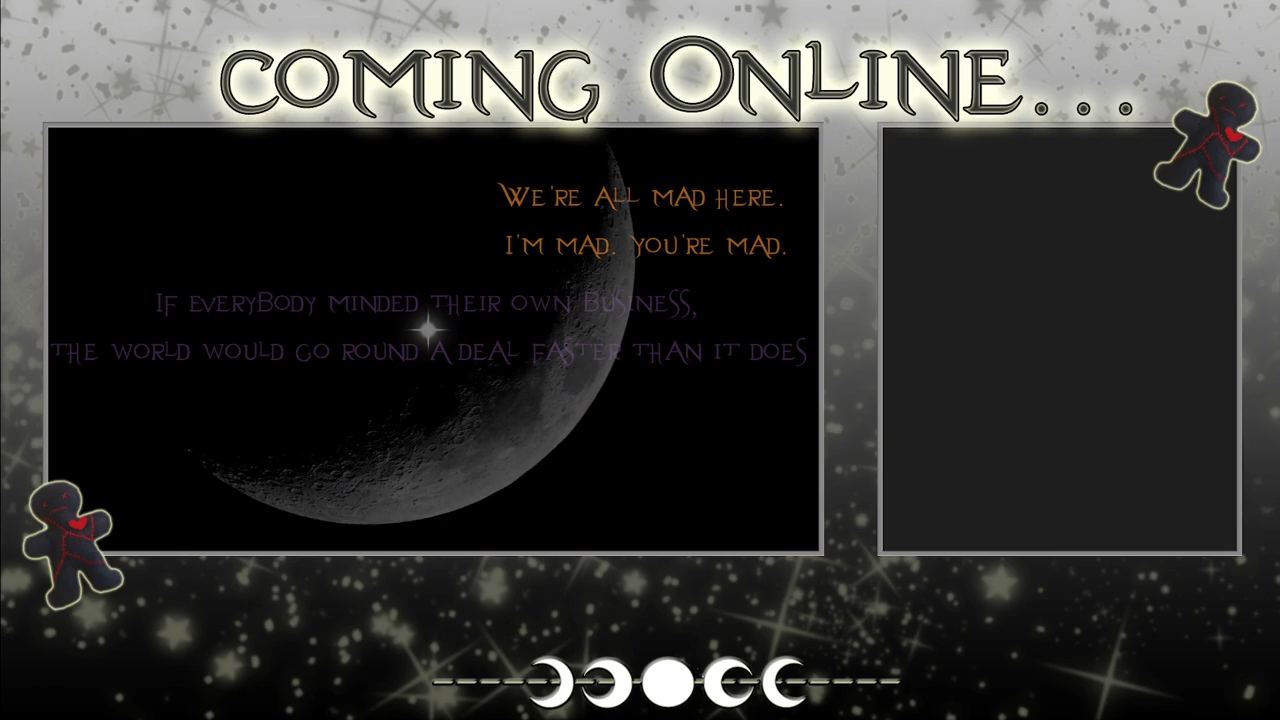 COMING ONLINE...
WE'RE ALL MAD HERE.
I'M MAD. YOU'RE MAD.
IF EVERYBODY MINDED THEIR OWN BUSINESS,
THE WORLD WOULD GO ROUND A DEAL FASTER THAN IT DOES